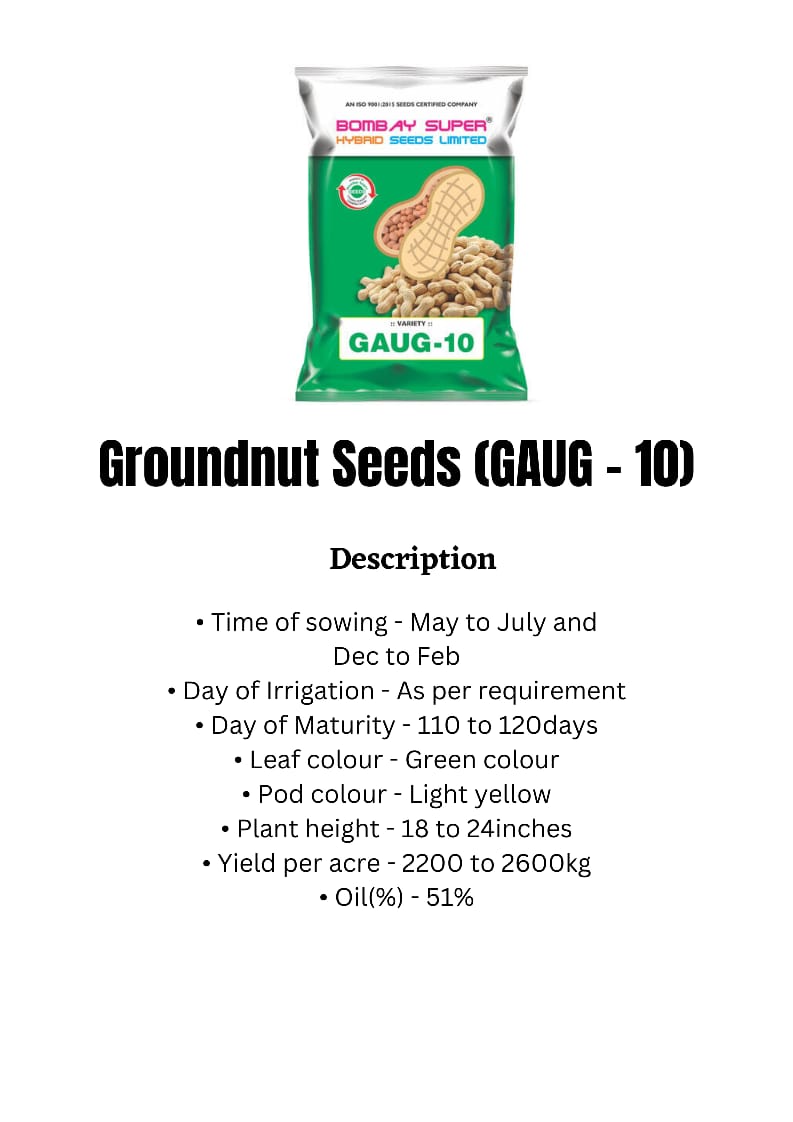 AN ISO 9001:2015 SEEDS CERTIFIED COMPANY
BOMBAY SUPER®
HYBRID SEEDS LIMITED
SEEDS
:: VARIETY ::
GAUG-10
Groundnut Seeds (GAUG - 10)
Description
• Time of sowing - May to July and
Dec to Feb
• Day of Irrigation - As per requirement
• Day of Maturity - 110 to 120days
• Leaf colour - Green colour
• Pod colour - Light yellow
• Plant height - 18 to 24inches
• Yield per acre - 2200 to 2600kg
• Oil(%) - 51%